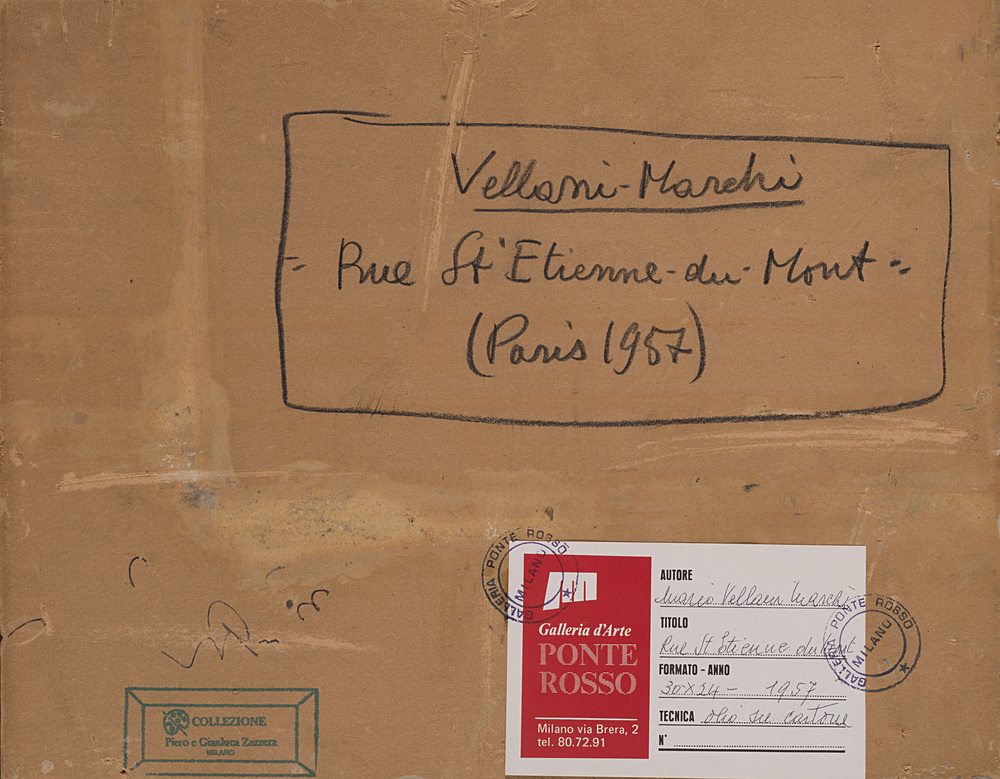 Vellani-Marchi
= Rue St Etienne-du-Mont =
(Paris 1957)
GALLERIA PONTE ROSSO
MILANO
Galleria d'Arte
PONTE
ROSSO
Milano via Brera, 2
tel. 80.72.91
AUTORE
Mario Vellani Marchi
TITOLO
Rue St Etienne du Mont
FORMATO - ANNO
30x24 - 1957
TECNICA olio su cartone
N°
GALLERIA PONTE ROSSO
MILANO
COLLEZIONE
Piero e Gianluca Zazzera
MILANO